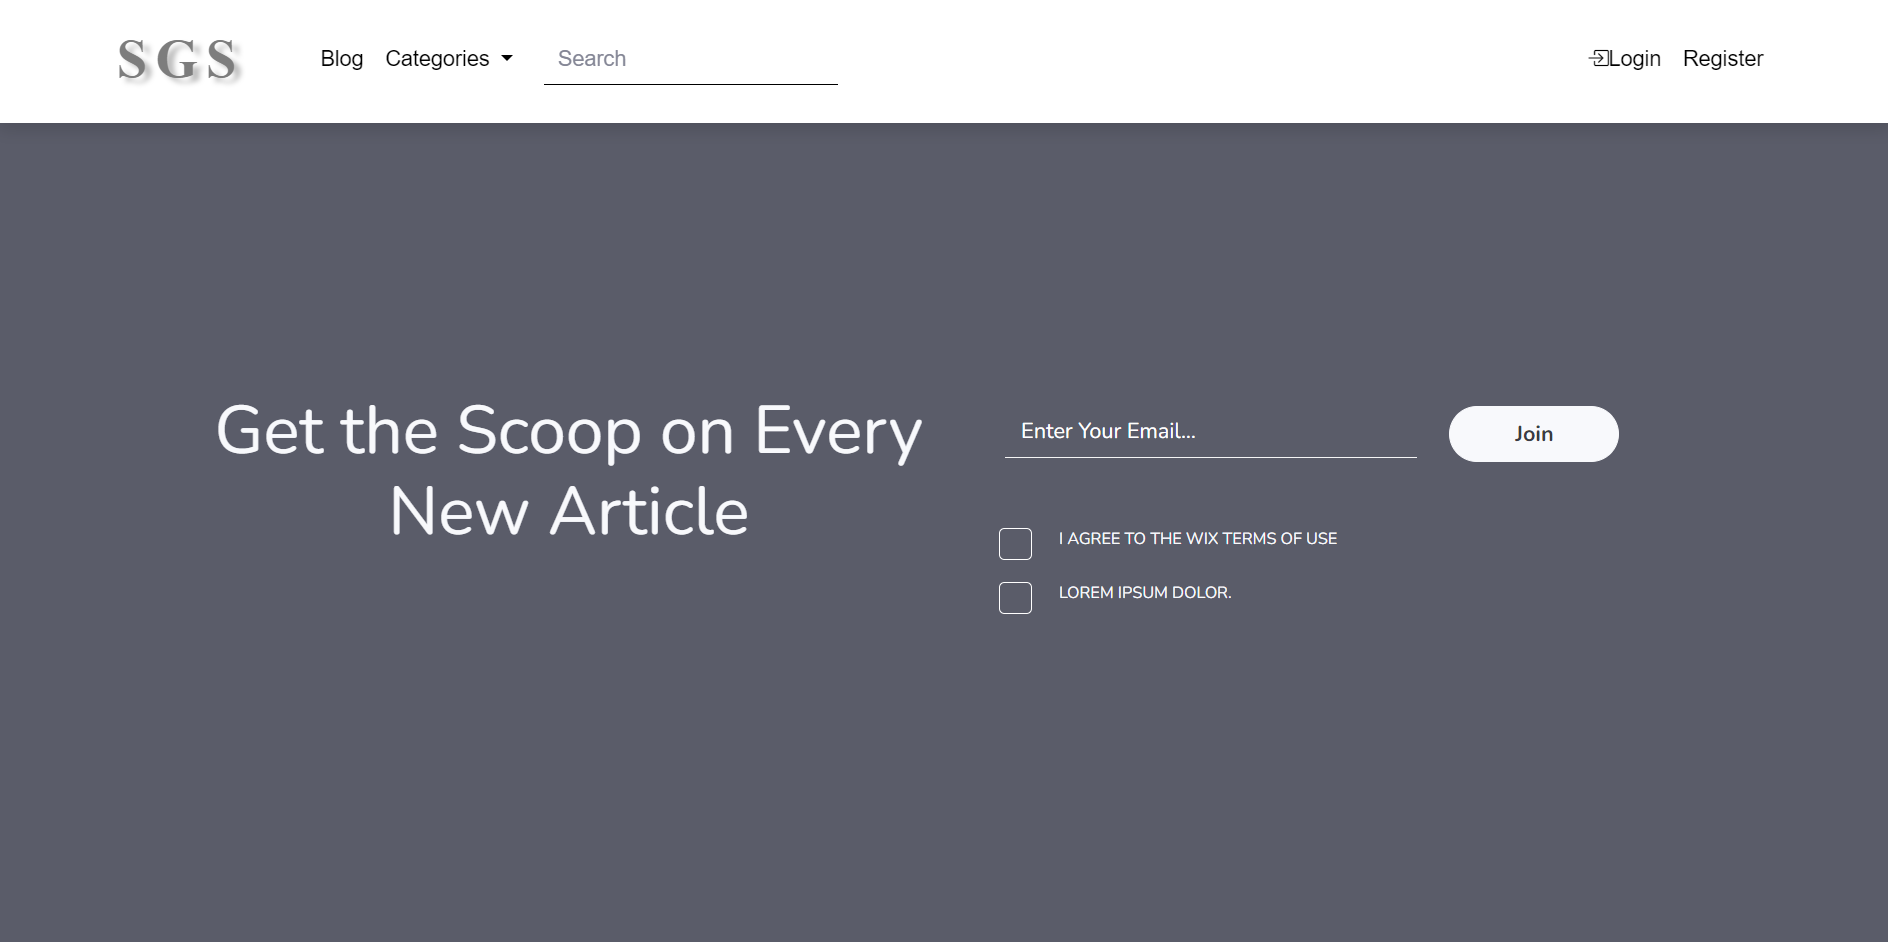 SGS
Blog
Categories
Search
Login
Register
Get the Scoop on Every
New Article
Enter Your Email...
Join
I AGREE TO THE WIX TERMS OF USE
LOREM IPSUM DOLOR.